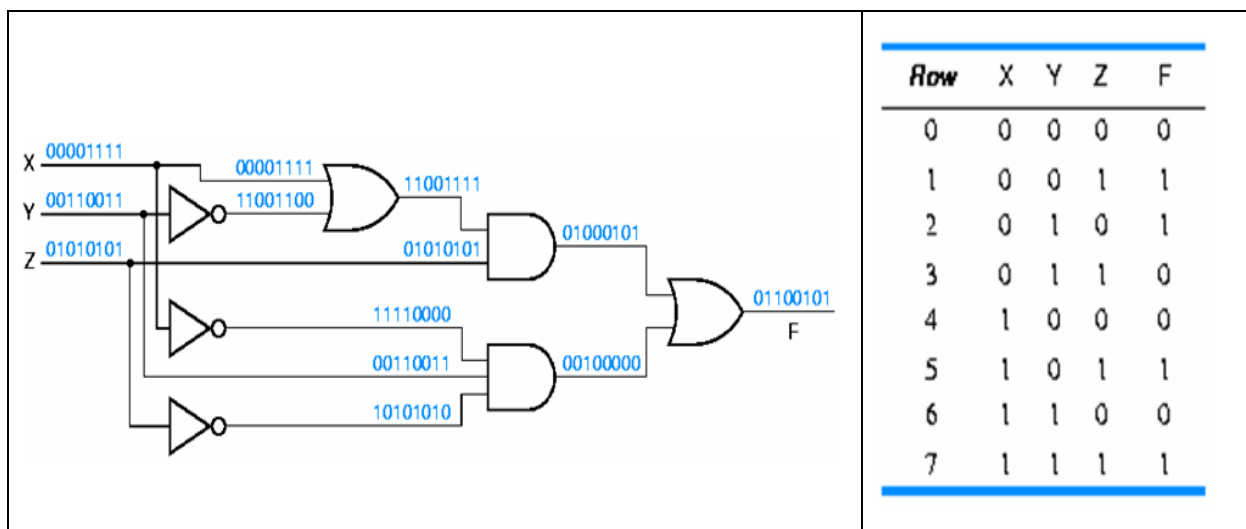 X 00001111 00001111 11001111
Y 00110011 11001100
Z 01010101 01010101 01000101
01100101
F
11110000
00110011 00100000
10101010
Row X Y Z F
0 0 0 0 0
1 0 0 1 1
2 0 1 0 1
3 0 1 1 0
4 1 0 0 0
5 1 0 1 1
6 1 1 0 0
7 1 1 1 1